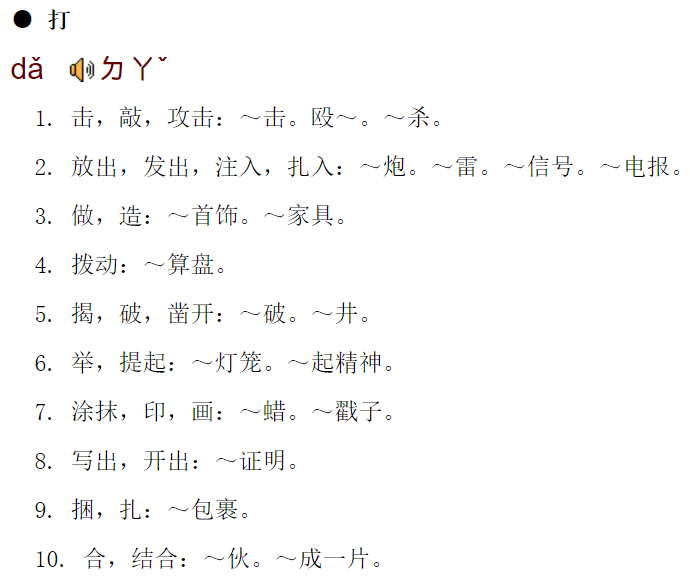 ● 打
dǎ ㄉㄚˇ
1. 击，敲，攻击：～击。殴～。～杀。
2. 放出，发出，注入，扎入：～炮。～雷。～信号。～电报。
3. 做，造：～首饰。～家具。
4. 拨动：～算盘。
5. 揭，破，凿开：～破。～井。
6. 举，提起：～灯笼。～起精神。
7. 涂抹，印，画：～蜡。～戳子。
8. 写出，开出：～证明。
9. 捆，扎：～包裹。
10. 合，结合：～伙。～成一片。